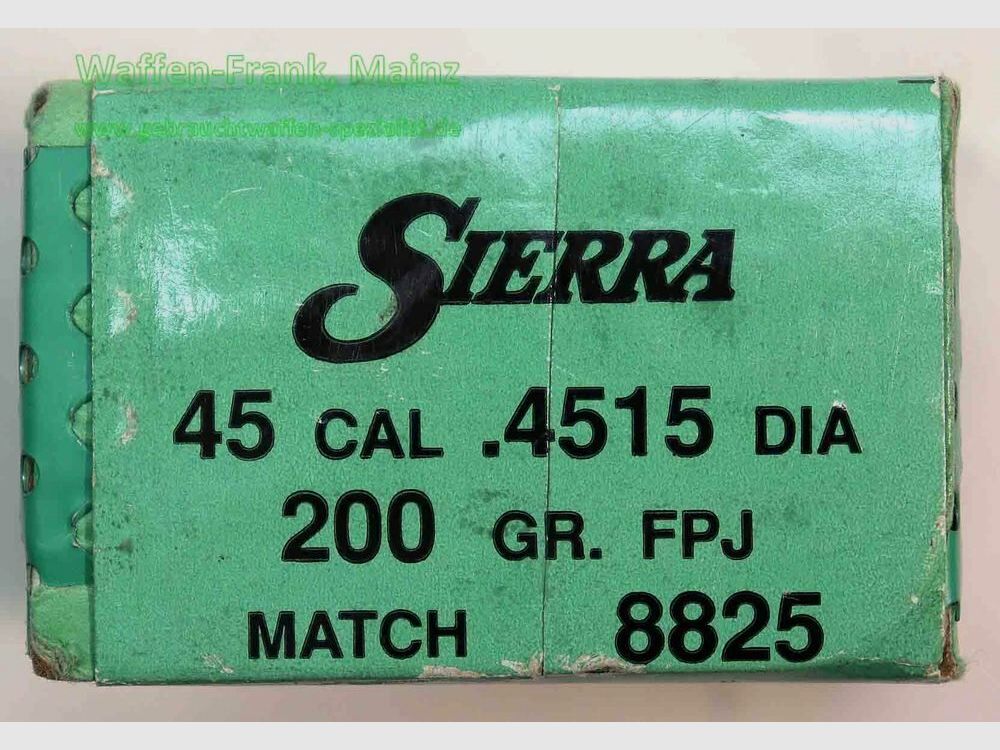 Waffen-Frank, Mainz
www.gebrauchtwaffen-spezialist.de
SIERRA
45 CAL .4515 DIA
200 GR. FPJ
MATCH 8825